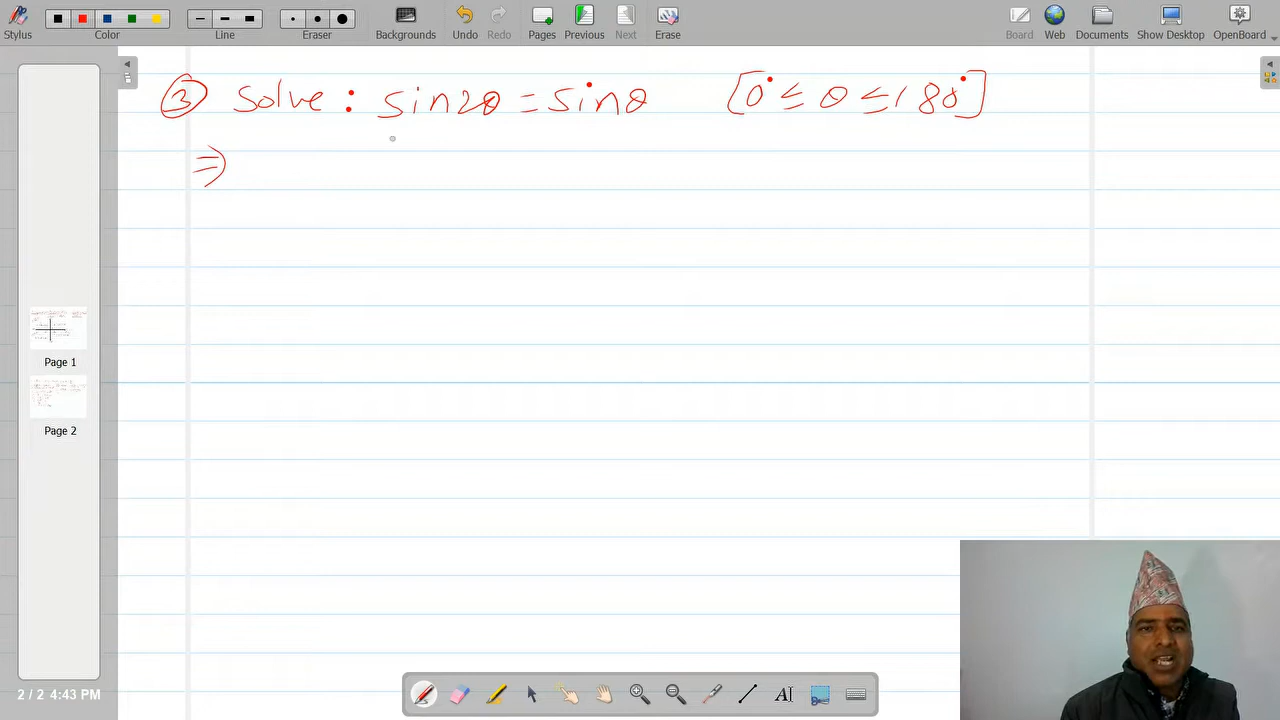 Stylus Color Line Eraser Backgrounds Undo Redo Pages Previous Next Erase Board Web Documents Show Desktop OpenBoard
③ Solve : sin2θ = sinθ [0° ≤ θ ≤ 180°]
⇒
Page 1
Page 2
2 / 2 4:43 PM
AI